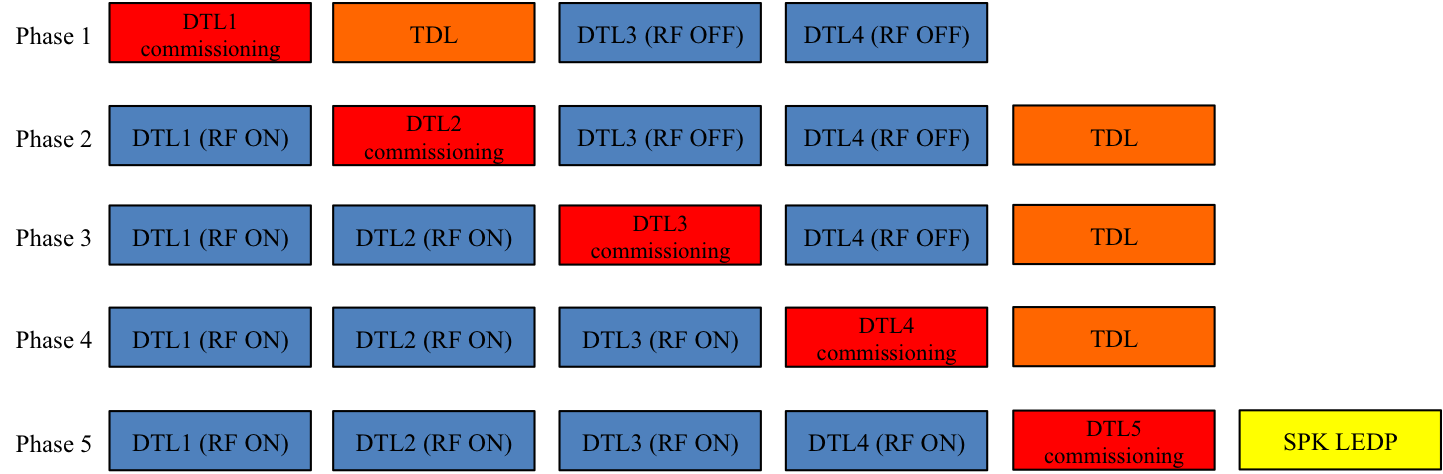 Phase 1
DTL1
commissioning
TDL
DTL3 (RF OFF)
DTL4 (RF OFF)
Phase 2
DTL1 (RF ON)
DTL2
commissioning
DTL3 (RF OFF)
DTL4 (RF OFF)
TDL
Phase 3
DTL1 (RF ON)
DTL2 (RF ON)
DTL3
commissioning
DTL4 (RF OFF)
TDL
Phase 4
DTL1 (RF ON)
DTL2 (RF ON)
DTL3 (RF ON)
DTL4
commissioning
TDL
Phase 5
DTL1 (RF ON)
DTL2 (RF ON)
DTL3 (RF ON)
DTL4 (RF ON)
DTL5
commissioning
SPK LEDP